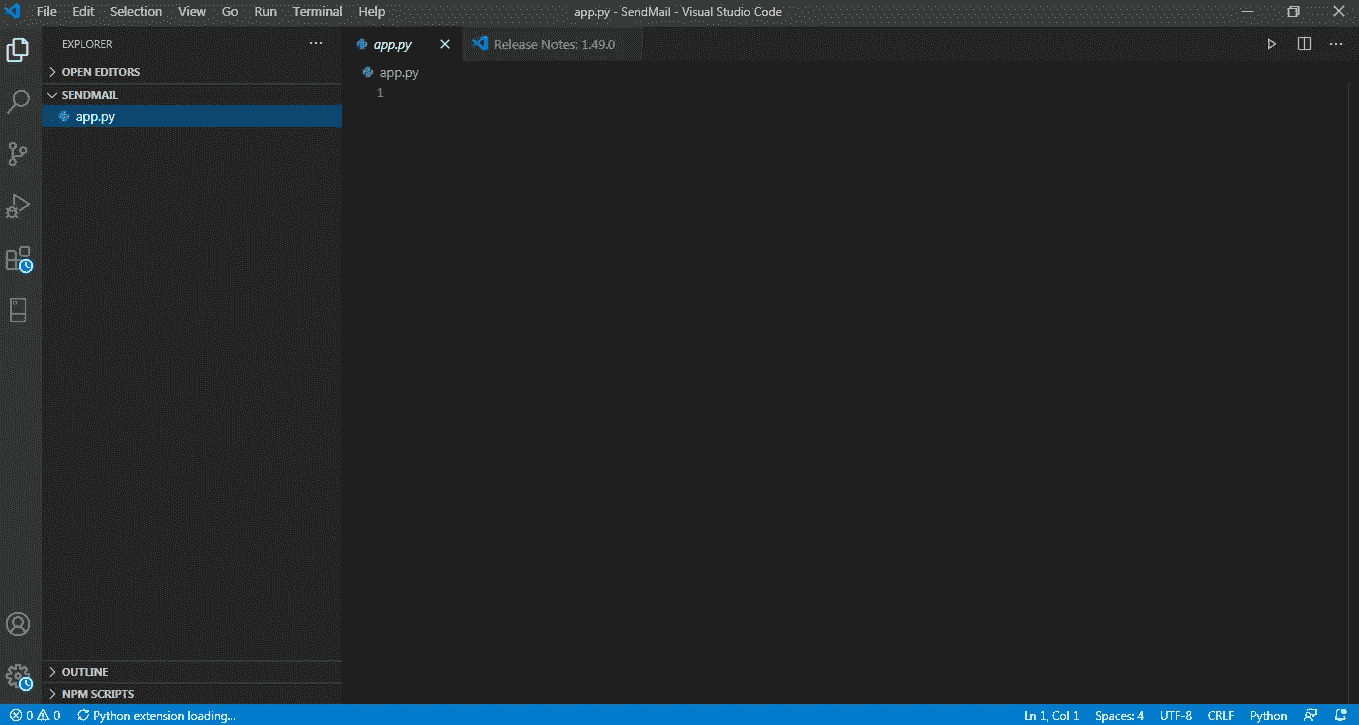 File Edit Selection View Go Run Terminal Help
app.py - SendMail - Visual Studio Code
EXPLORER
OPEN EDITORS
SENDMAIL
app.py
OUTLINE
NPM SCRIPTS
app.py
Release Notes: 1.49.0
app.py
1
0 0 Python extension loading...
Ln 1, Col 1 Spaces: 4 UTF-8 CRLF Python